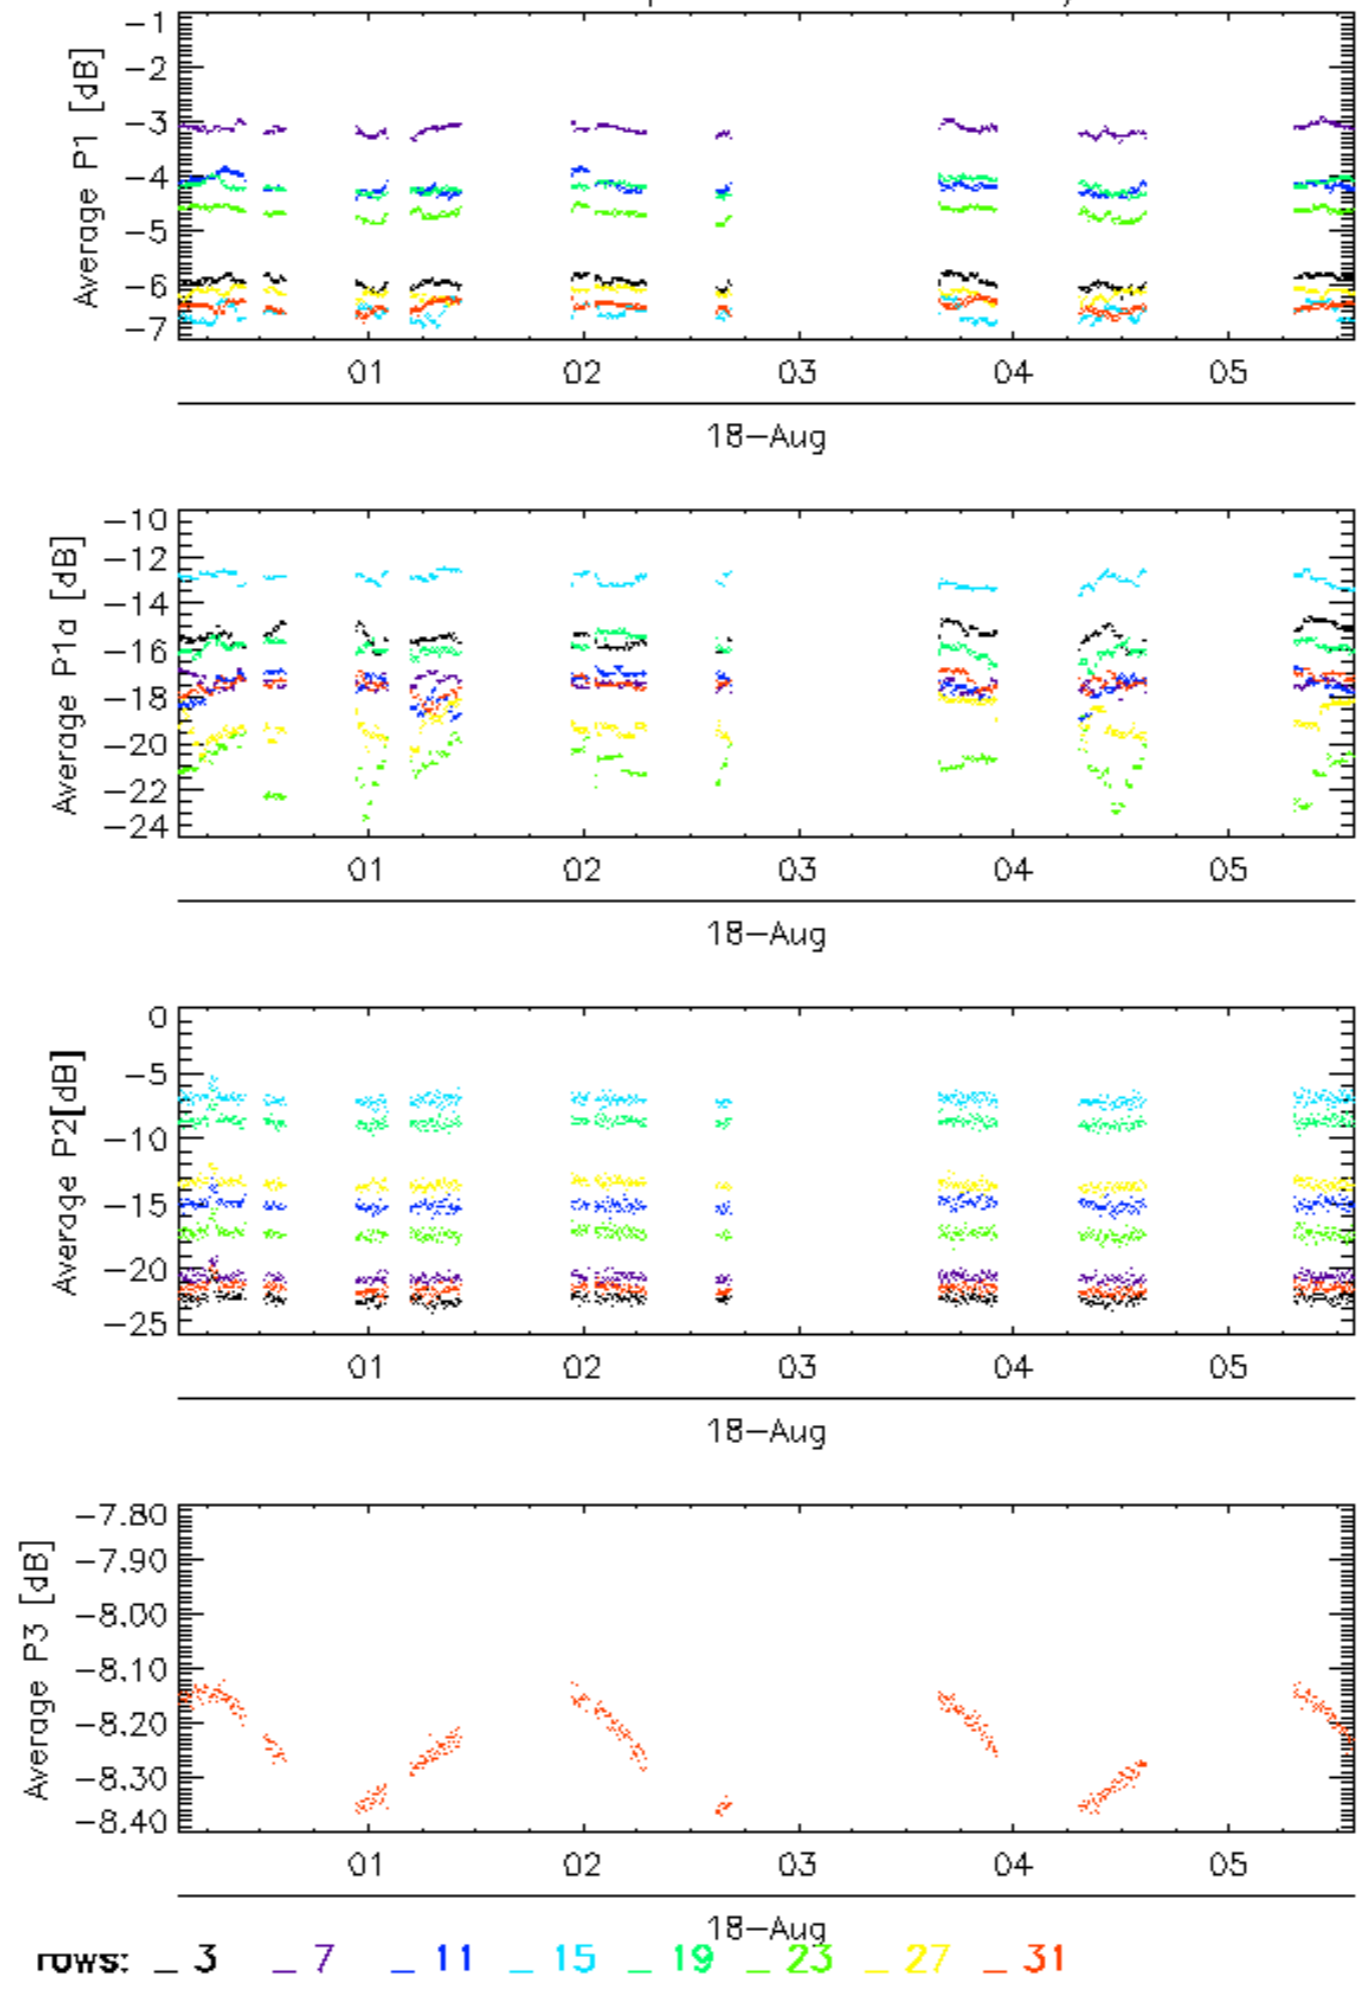 Average P1 [dB]
-1
-2
-3
-4
-5
-6
-7
01 02 03 04 05
18-Aug
Average P1a [dB]
-10
-12
-14
-16
-18
-20
-22
-24
01 02 03 04 05
18-Aug
Average P2[dB]
0
-5
-10
-15
-20
-25
01 02 03 04 05
18-Aug
Average P3 [dB]
-7.80
-7.90
-8.00
-8.10
-8.20
-8.30
-8.40
01 02 03 04 05
18-Aug
rows: _ 3 _ 7 _ 11 _ 15 _ 19 _ 23 _ 27 _ 31